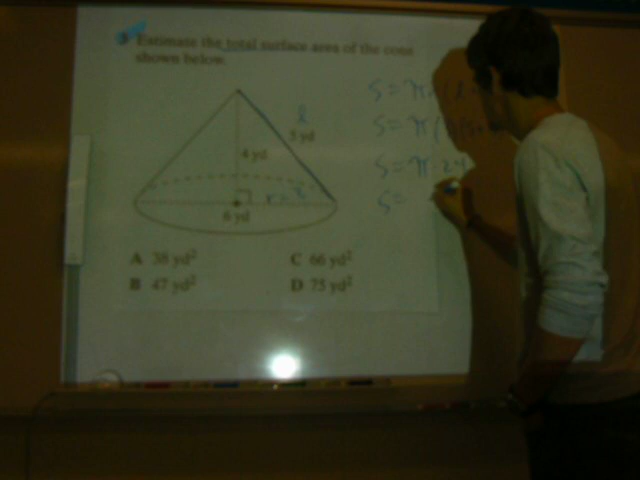 3 Estimate the total surface area of the cone
shown below.
l
5 yd
4 yd
r =
6 yd
A 38 yd²
B 47 yd²
C 66 yd²
D 75 yd²
S = π
S = π(
S = π · 24
S =